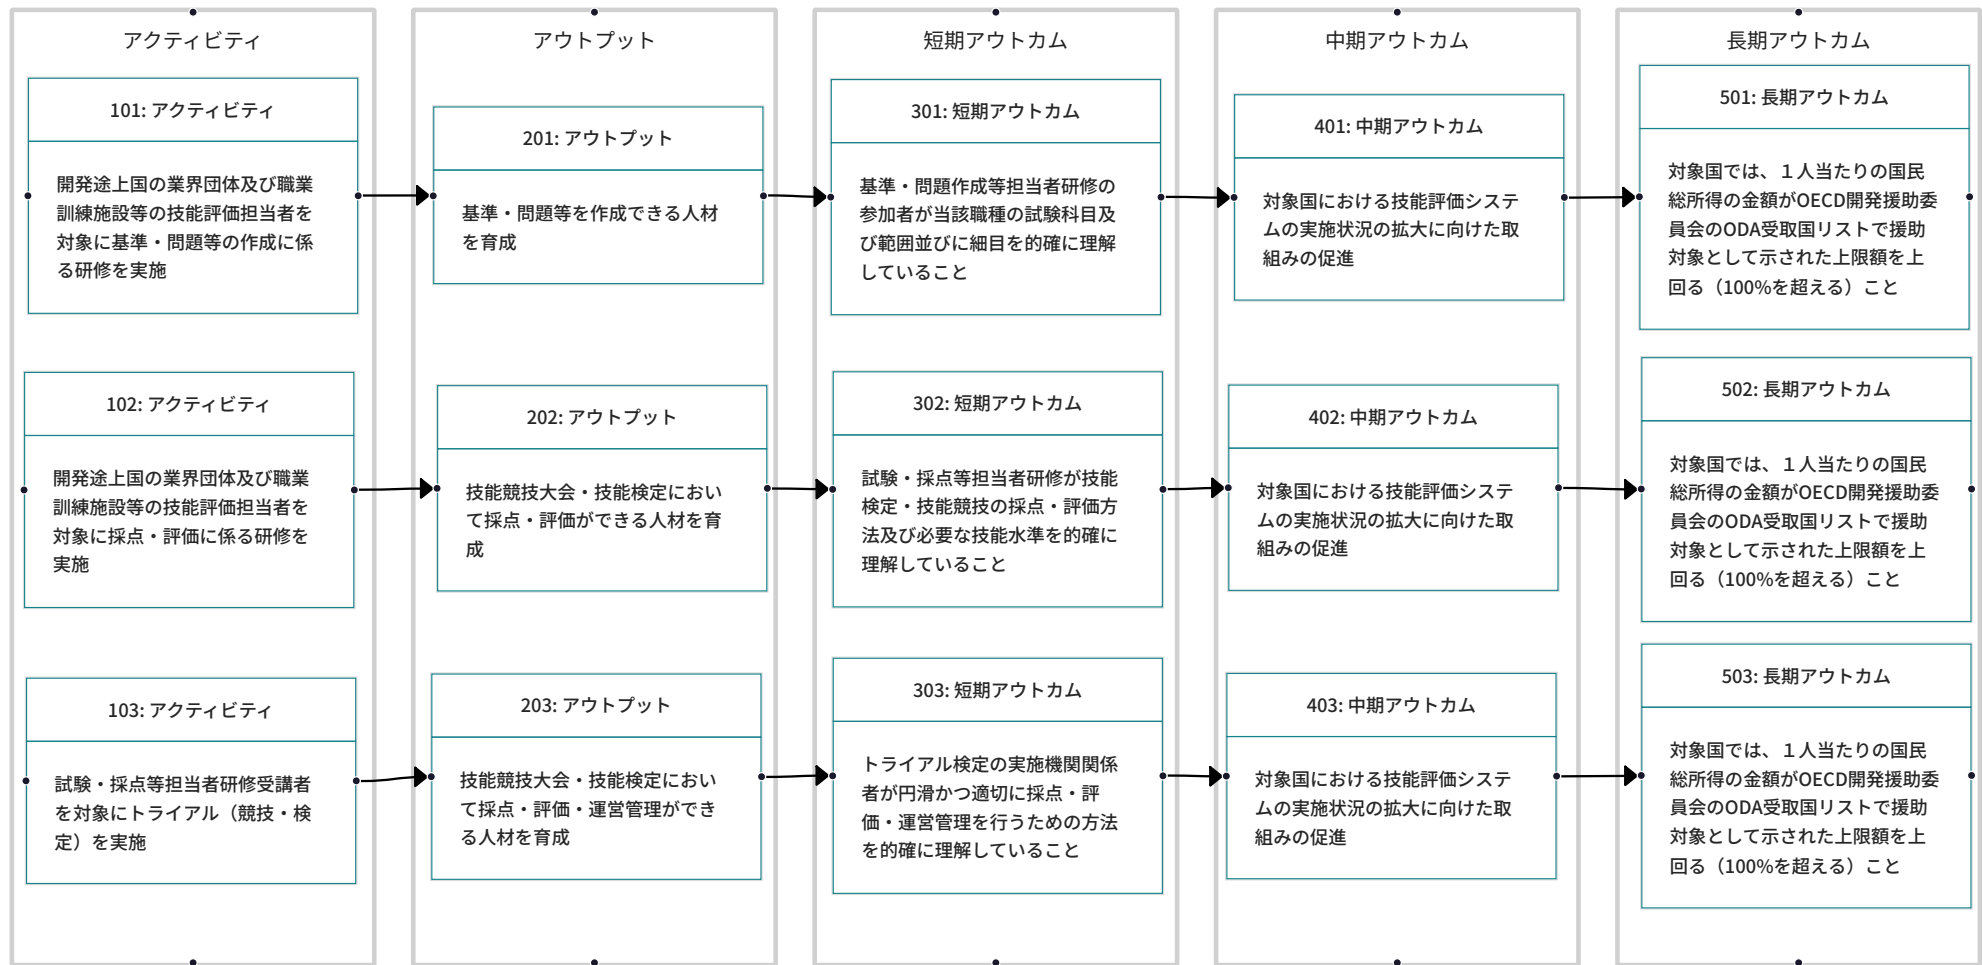 アクティビティ
101: アクティビティ
開発途上国の業界団体及び職業
訓練施設等の技能評価担当者を
対象に基準・問題等の作成に係
る研修を実施
102: アクティビティ
開発途上国の業界団体及び職業
訓練施設等の技能評価担当者を
対象に採点・評価に係る研修を
実施
103: アクティビティ
試験・採点等担当者研修受講者
を対象にトライアル（競技・検
定）を実施
アウトプット
201: アウトプット
基準・問題等を作成できる人材
を育成
202: アウトプット
技能競技大会・技能検定におい
て採点・評価ができる人材を育
成
203: アウトプット
技能競技大会・技能検定におい
て採点・評価・運営管理ができ
る人材を育成
短期アウトカム
301: 短期アウトカム
基準・問題作成等担当者研修の
参加者が当該職種の試験科目及
び範囲並びに細目を的確に理解
していること
302: 短期アウトカム
試験・採点等担当者研修が技能
検定・技能競技の採点・評価方
法及び必要な技能水準を的確に
理解していること
303: 短期アウトカム
トライアル検定の実施機関関係
者が円滑かつ適切に採点・評
価・運営管理を行うための方法
を的確に理解していること
中期アウトカム
401: 中期アウトカム
対象国における技能評価システ
ムの実施状況の拡大に向けた取
組みの促進
402: 中期アウトカム
対象国における技能評価システ
ムの実施状況の拡大に向けた取
組みの促進
403: 中期アウトカム
対象国における技能評価システ
ムの実施状況の拡大に向けた取
組みの促進
長期アウトカム
501: 長期アウトカム
対象国では、１人当たりの国民
総所得の金額がOECD開発援助委
員会のODA受取国リストで援助
対象として示された上限額を上
回る（100%を超える）こと
502: 長期アウトカム
対象国では、１人当たりの国民
総所得の金額がOECD開発援助委
員会のODA受取国リストで援助
対象として示された上限額を上
回る（100%を超える）こと
503: 長期アウトカム
対象国では、１人当たりの国民
総所得の金額がOECD開発援助委
員会のODA受取国リストで援助
対象として示された上限額を上
回る（100%を超える）こと